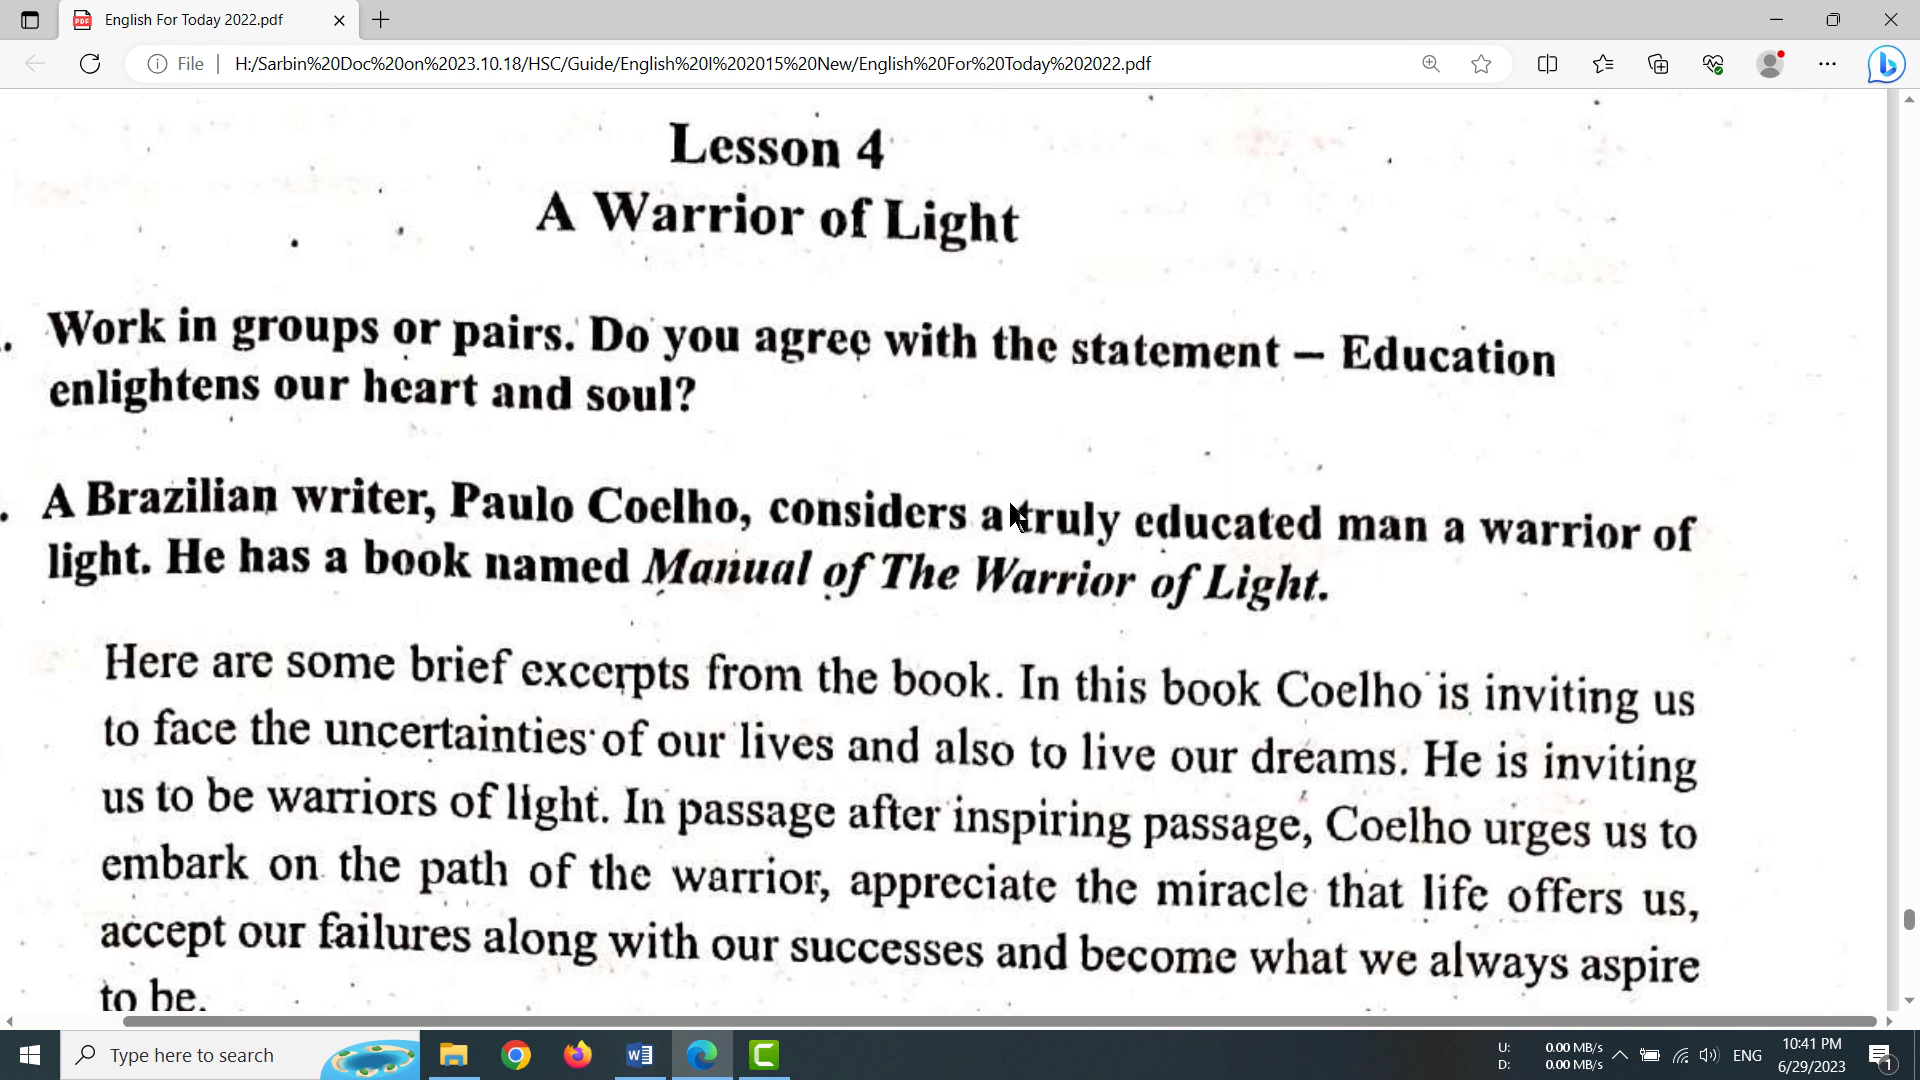 English For Today 2022.pdf
File
H:/Sarbin%20Doc%20on%2023.10.18/HSC/Guide/English%20I%202015%20New/English%20For%20Today%202022.pdf
Lesson 4
A Warrior of Light
. Work in groups or pairs. Do you agree with the statement – Education
enlightens our heart and soul?
. A Brazilian writer, Paulo Coelho, considers a truly educated man a warrior of
light. He has a book named Manual of The Warrior of Light.
Here are some brief excerpts from the book. In this book Coelho is inviting us
to face the uncertainties of our lives and also to live our dreams. He is inviting
us to be warriors of light. In passage after inspiring passage, Coelho urges us to
embark on the path of the warrior, appreciate the miracle that life offers us,
accept our failures along with our successes and become what we always aspire
to be.
Type here to search
U: 0.00 MB/s
D: 0.00 MB/s
ENG
10:41 PM
6/29/2023
1